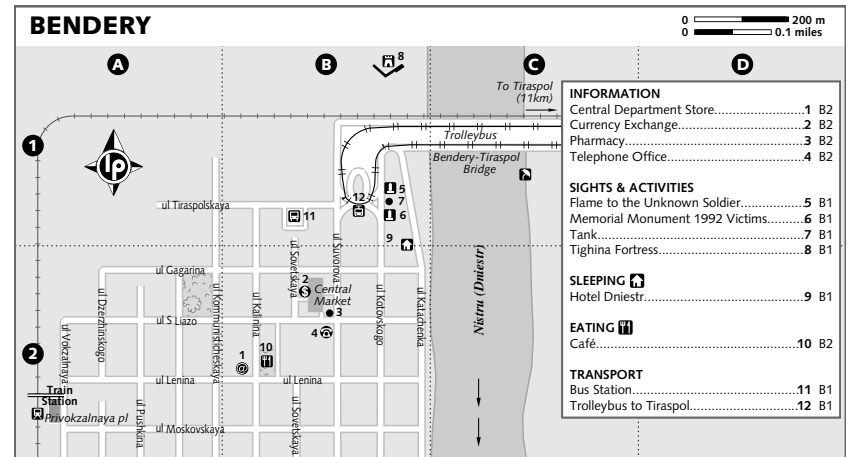 BENDERY
0 200 m
0 0.1 miles
A
B
C
D
8
To Tiraspol
(11km)
1
lp
Trolleybus
Bendery-Tiraspol
Bridge
12
5
7
6
ul Tiraspolskaya
11
9
ul Gagarina
ul Sovetskaya
ul Suvorova
2
$
Central
Market
3
ul Dzerzhinskogo
ul Kommunisticheskaya
ul Kalinina
ul Kotovskogo
ul Katachenka
Nistru (Dniestr)
ul S Liazo
ul Vokzalnaya
4
10
1
@
2
ul Lenina
ul Lenina
Train
Station
Privokzalnaya pl
ul Pushkina
ul Moskovskaya
ul Sovetskaya
INFORMATION
Central Department Store...........................1 B2
Currency Exchange....................................2 B2
Pharmacy..................................................3 B2
Telephone Office.......................................4 B2
SIGHTS & ACTIVITIES
Flame to the Unknown Soldier....................5 B1
Memorial Monument 1992 Victims..............6 B1
Tank.........................................................7 B1
Tighina Fortress.........................................8 B1
SLEEPING
Hotel Dniestr.............................................9 B1
EATING
Café........................................................10 B2
TRANSPORT
Bus Station..............................................11 B1
Trolleybus to Tiraspol...............................12 B1